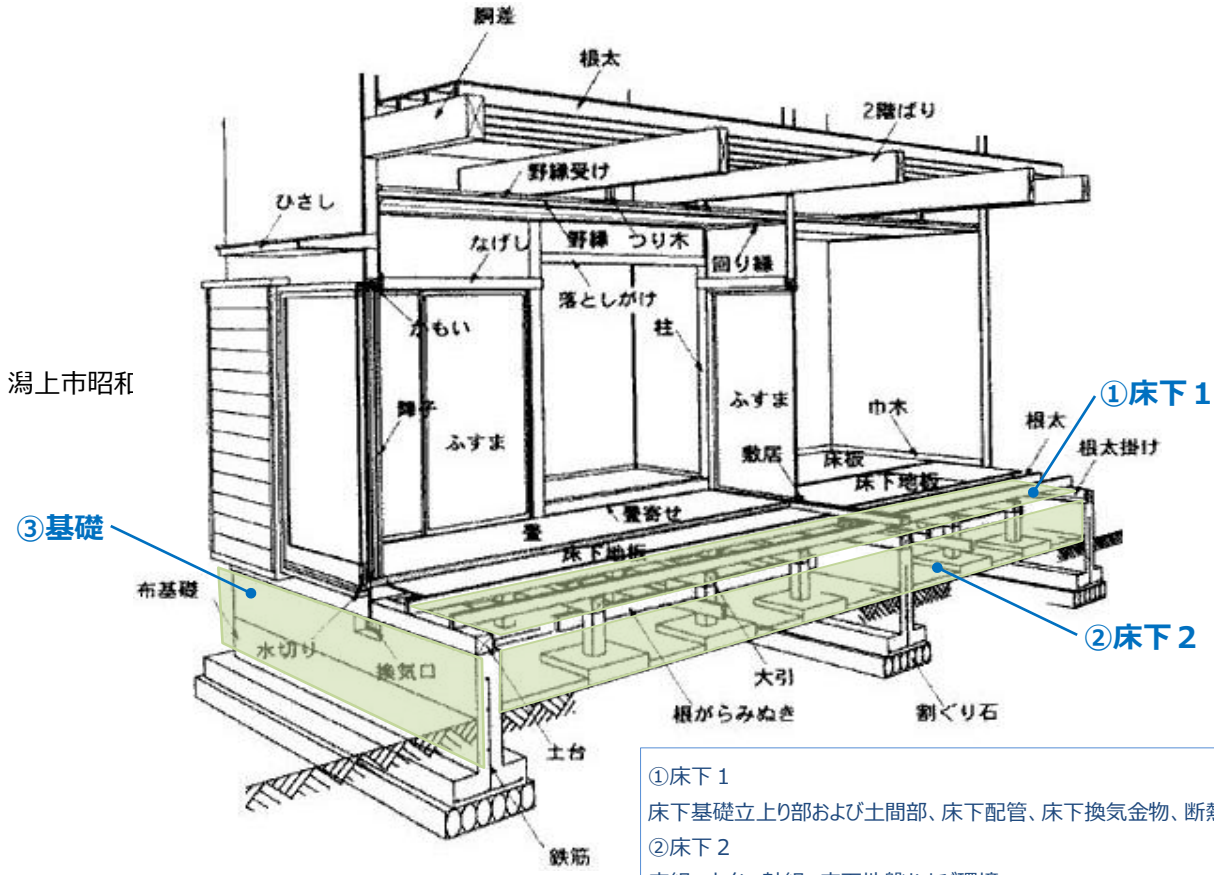 胴差
根太
2階ばり
野縁受け
ひさし
なげし
野縁
つり木
回り縁
落としがけ
かもい
柱
潟上市昭和
障子
ふすま
ふすま
巾木
①床下1
根太
根太掛け
敷居
床板
床下地板
畳寄せ
畳
床下地板
③基礎
布基礎
水切り
換気口
②床下2
大引
根がらみぬき
割ぐり石
土台
鉄筋
①床下1
床下基礎立上り部および土間部、床下配管、床下換気金物、断
②床下2